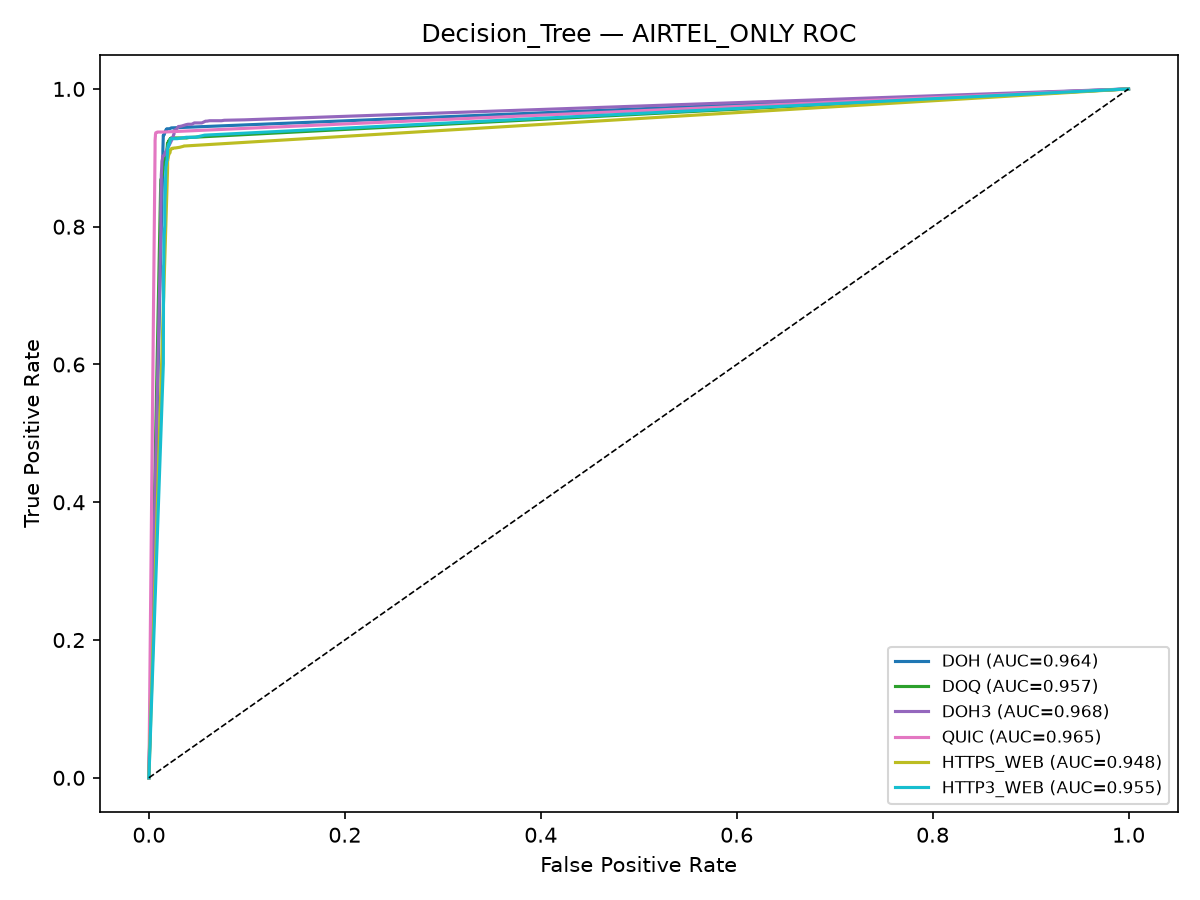 Decision_Tree — AIRTEL_ONLY ROC
True Positive Rate
1.0
0.8
0.6
0.4
0.2
0.0
DOH (AUC=0.964)
DOQ (AUC=0.957)
DOH3 (AUC=0.968)
QUIC (AUC=0.965)
HTTPS_WEB (AUC=0.948)
HTTP3_WEB (AUC=0.955)
0.0 0.2 0.4 0.6 0.8 1.0
False Positive Rate